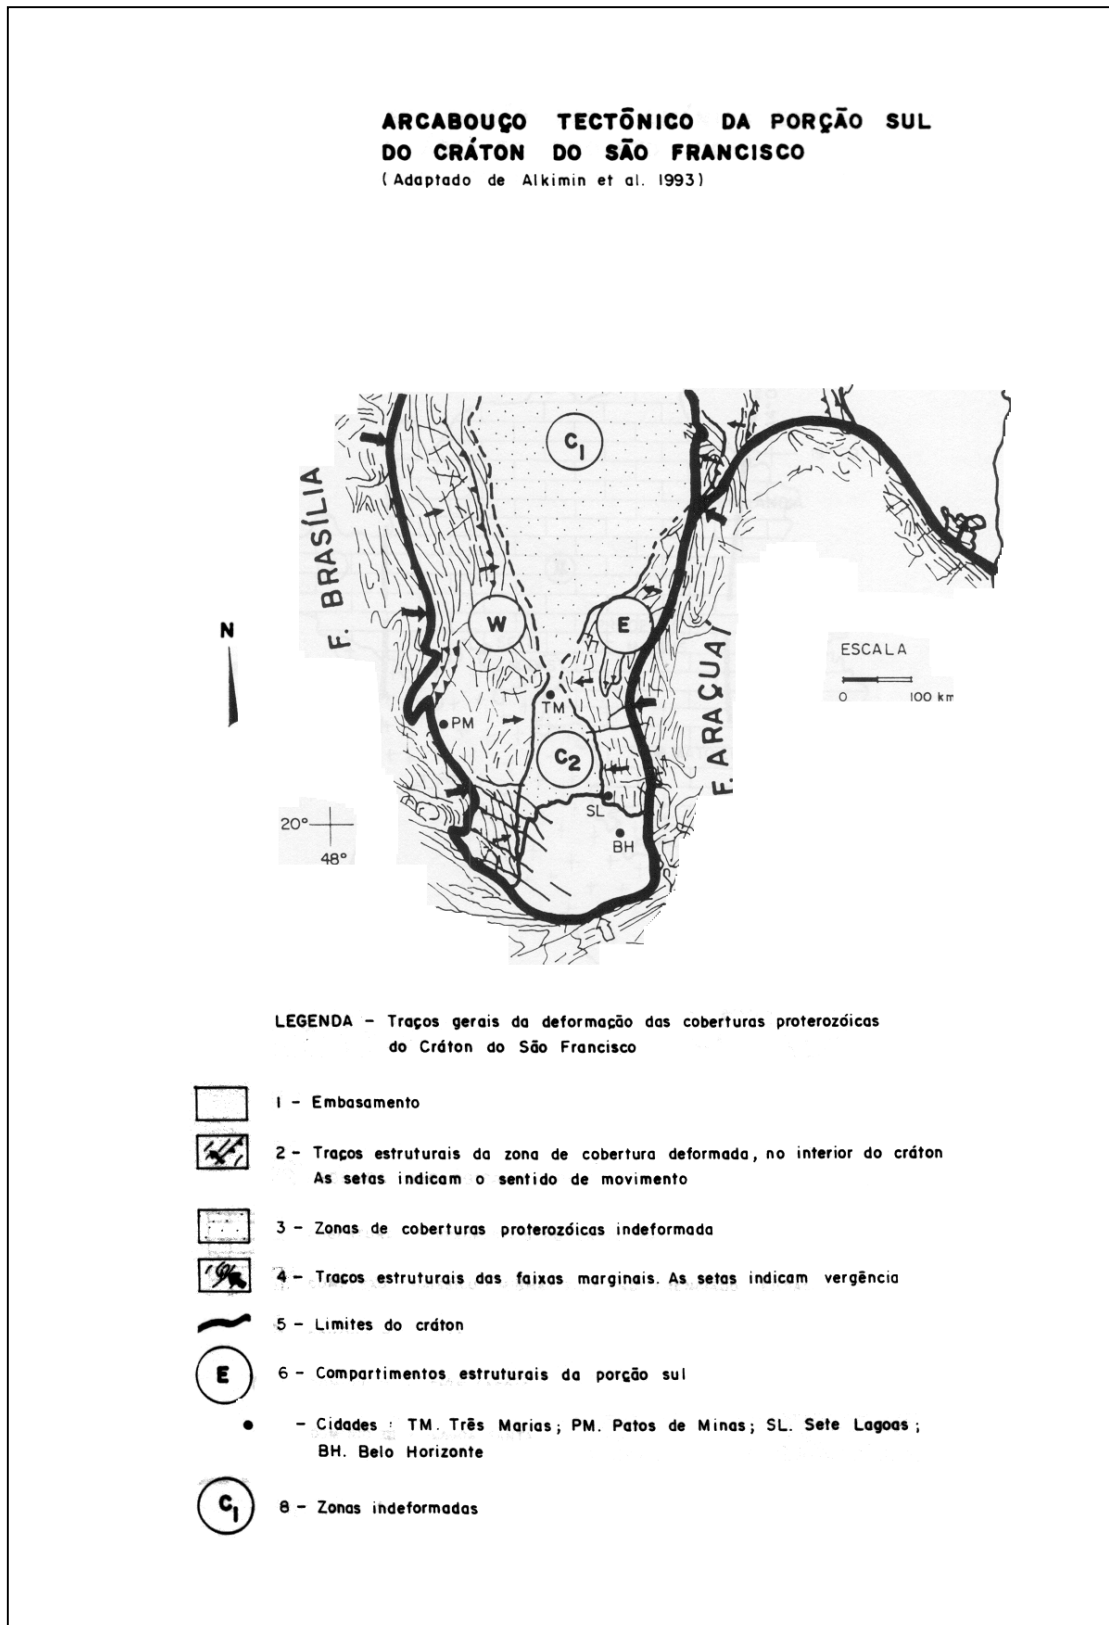 ARCABOUÇO TECTÔNICO DA PORÇÃO SUL
DO CRÁTON DO SÃO FRANCISCO
(Adaptado de Alkimin et al. 1993)
C1
F. BRASÍLIA
W
E
N
ESCALA
0 100 km
TM
PM
F. ARAÇUAÍ
C2
SL
20°
BH
48°
LEGENDA - Traços gerais da deformação das coberturas proterozóicas
do Cráton do São Francisco
1 - Embasamento
2 - Traços estruturais da zona de cobertura deformada, no interior do cráton
As setas indicam o sentido de movimento
3 - Zonas de coberturas proterozóicas indeformada
4 - Traços estruturais das faixas marginais. As setas indicam vergência
5 - Limites do cráton
E
6 - Compartimentos estruturais da porção sul
- Cidades : TM. Três Marias; PM. Patos de Minas; SL. Sete Lagoas;
BH. Belo Horizonte
C1
8 - Zonas indeformadas